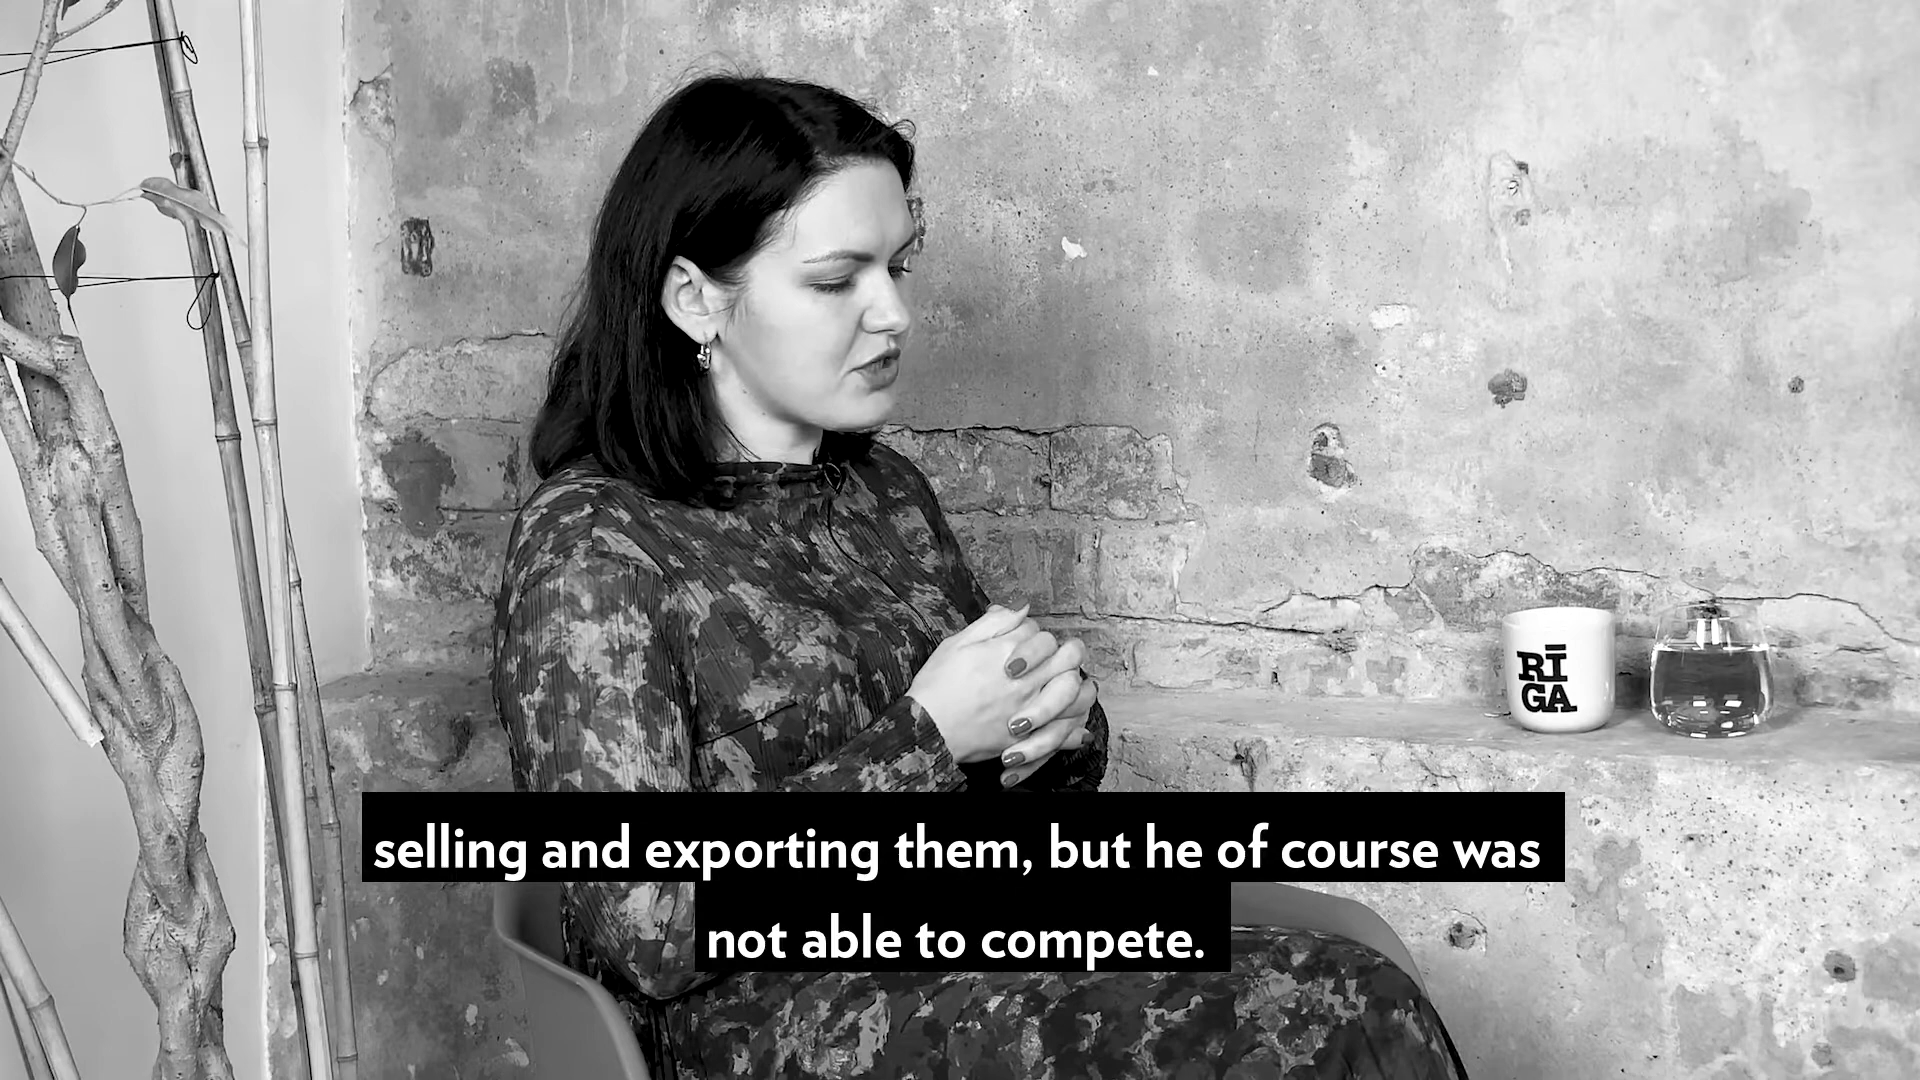 RĪ
GA
selling and exporting them, but he of course was
not able to compete.